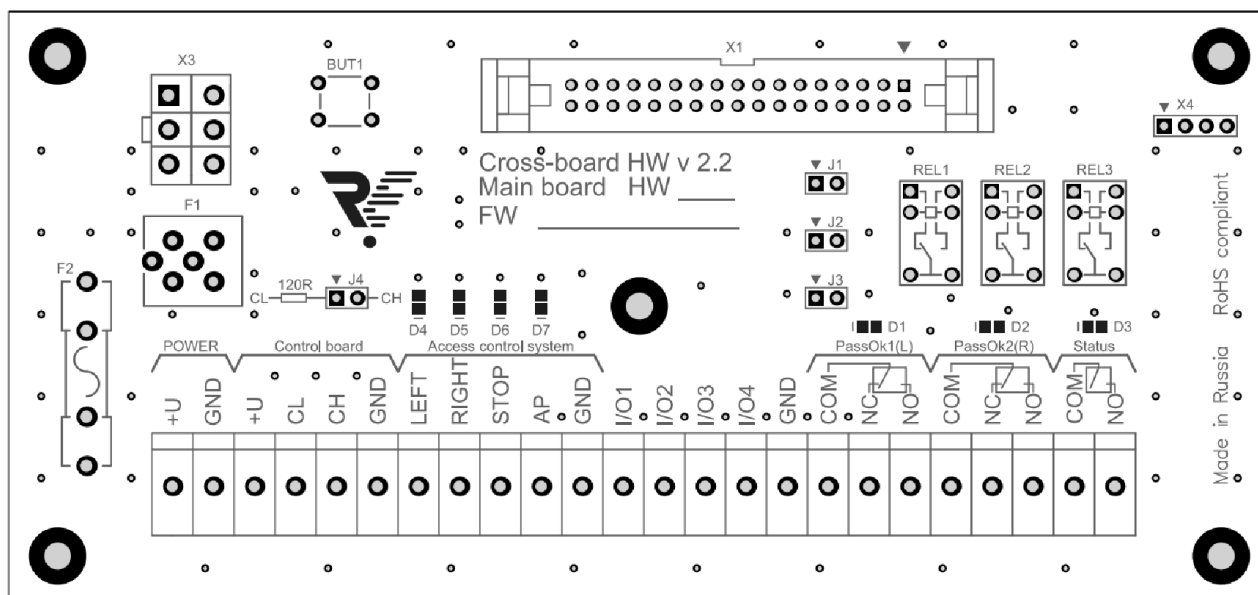 X1
X3
BUT1
X4
Cross-board HW v 2.2
Main board HW
FW
J1
REL1
REL2
REL3
F1
J2
F2
120R
J4
J3
CL
CH
D4
D5
D6
D7
D1
D2
D3
POWER
Control board
Access control system
PassOk1(L)
PassOk2(R)
Status
+U
GND
+U
CL
CH
GND
LEFT
RIGHT
STOP
AP
GND
I/O1
I/O2
I/O3
I/O4
GND
COM
NC
NO
COM
NC
NO
COM
NO
Made in Russia RoHS compliant